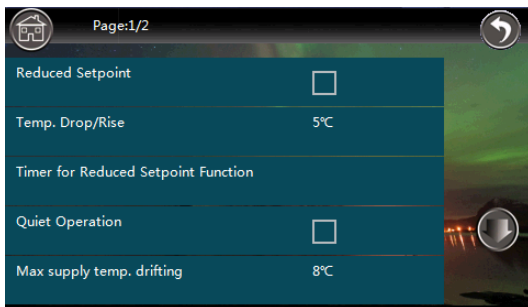 Page:1/2
Reduced Setpoint
Temp. Drop/Rise 5℃
Timer for Reduced Setpoint Function
Quiet Operation
Max supply temp. drifting 8℃